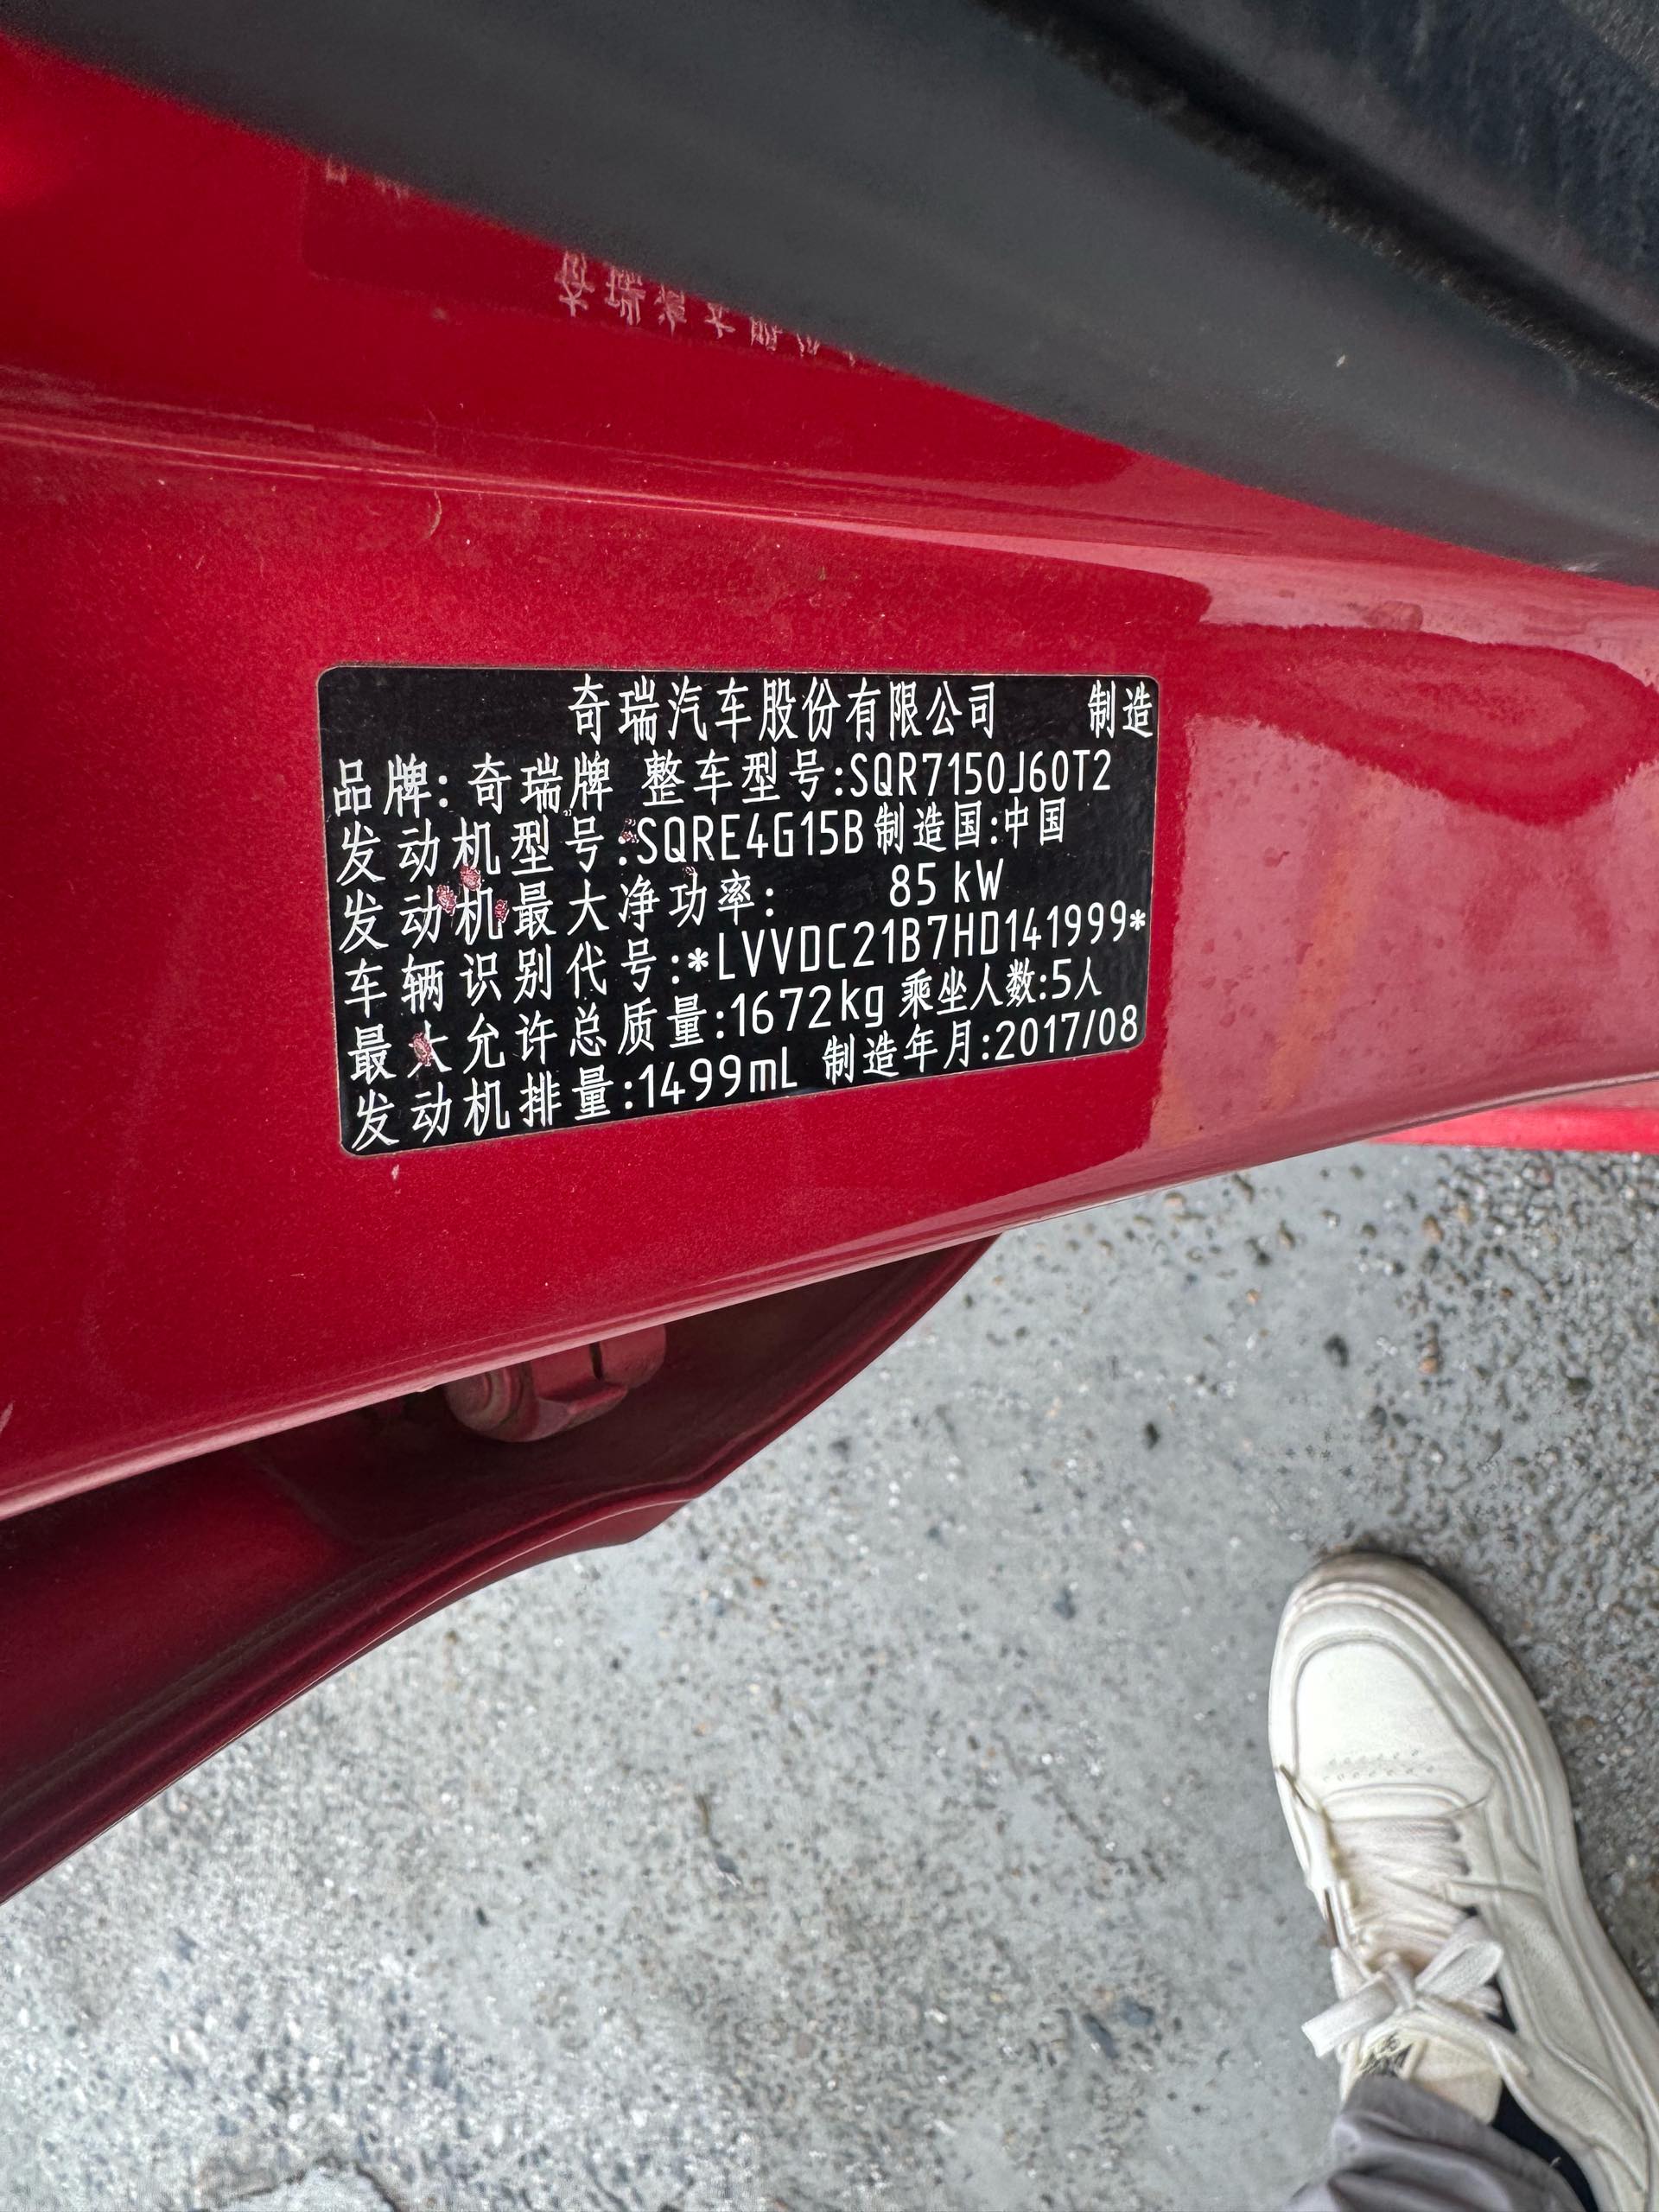 奇瑞汽车股份有限公司 制造
品牌: 奇瑞牌 整车型号:SQR7150J60T2
发动机型号:SQRE4G15B 制造国:中国
发动机最大净功率: 85 kW
车辆识别代号:*LVVDC21B7HD141999*
最大允许总质量:1672kg 乘坐人数:5人
发动机排量:1499mL 制造年月:2017/08